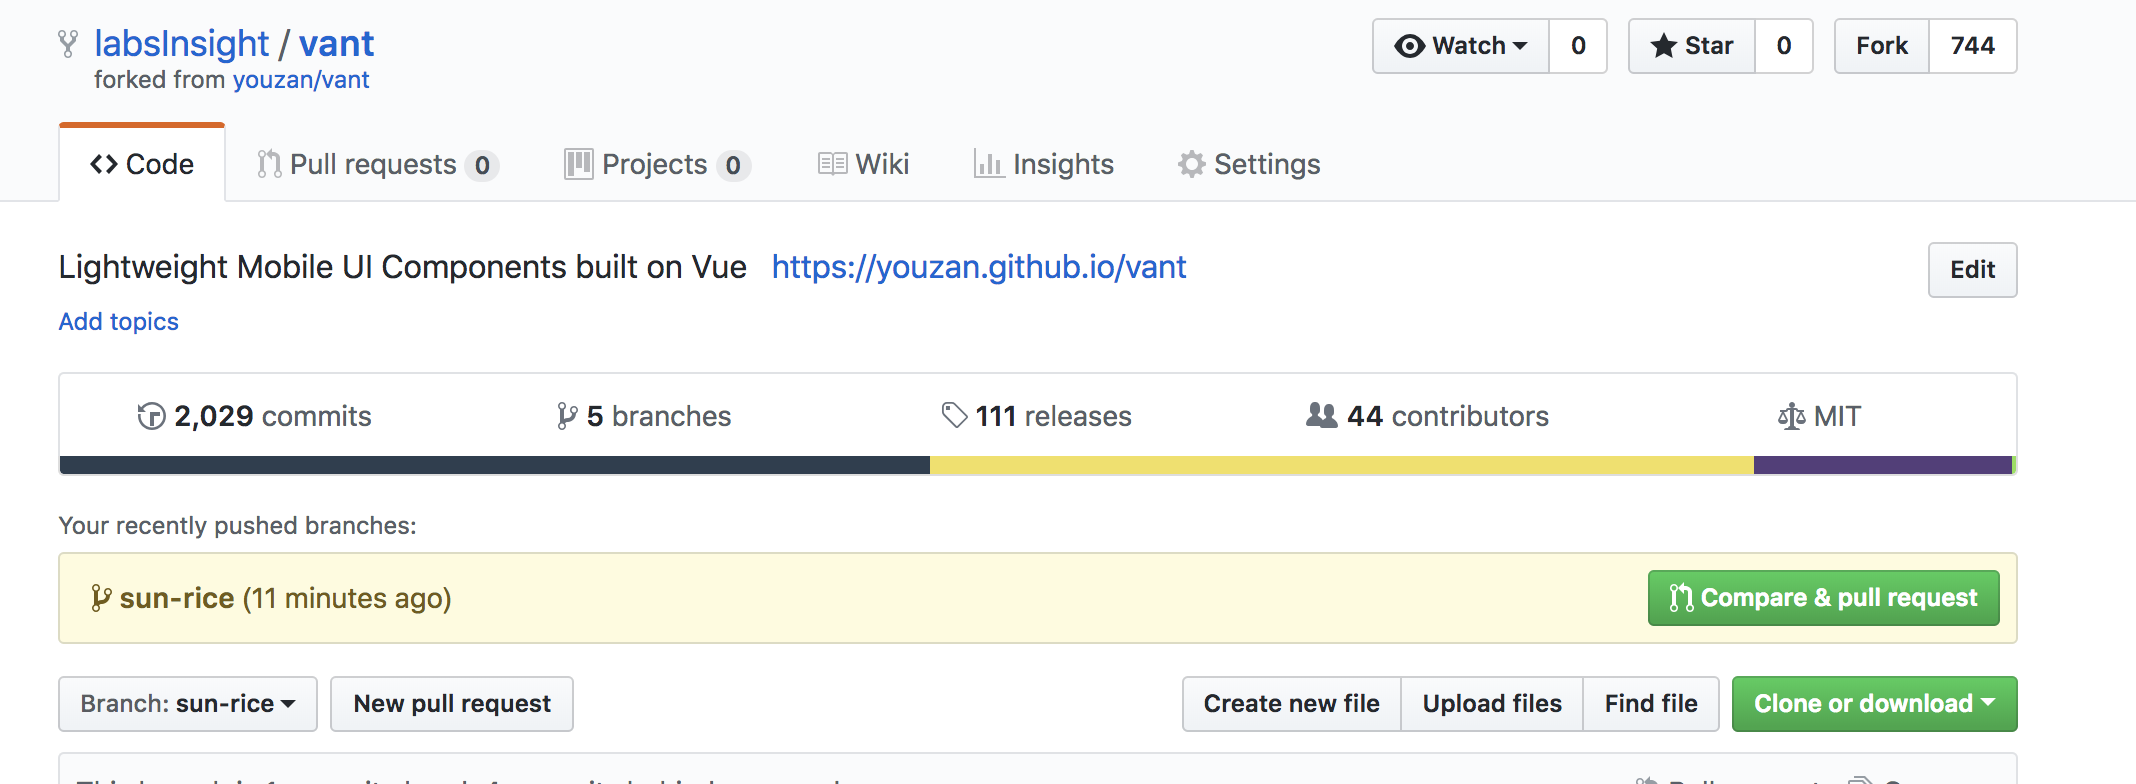 labsInsight / vant
Watch 0 Star 0 Fork 744
forked from youzan/vant
Code Pull requests 0 Projects 0 Wiki Insights Settings
Lightweight Mobile UI Components built on Vue https://youzan.github.io/vant
Edit
Add topics
2,029 commits 5 branches 111 releases 44 contributors MIT
Your recently pushed branches:
sun-rice (11 minutes ago) Compare & pull request
Branch: sun-rice New pull request Create new file Upload files Find file Clone or download